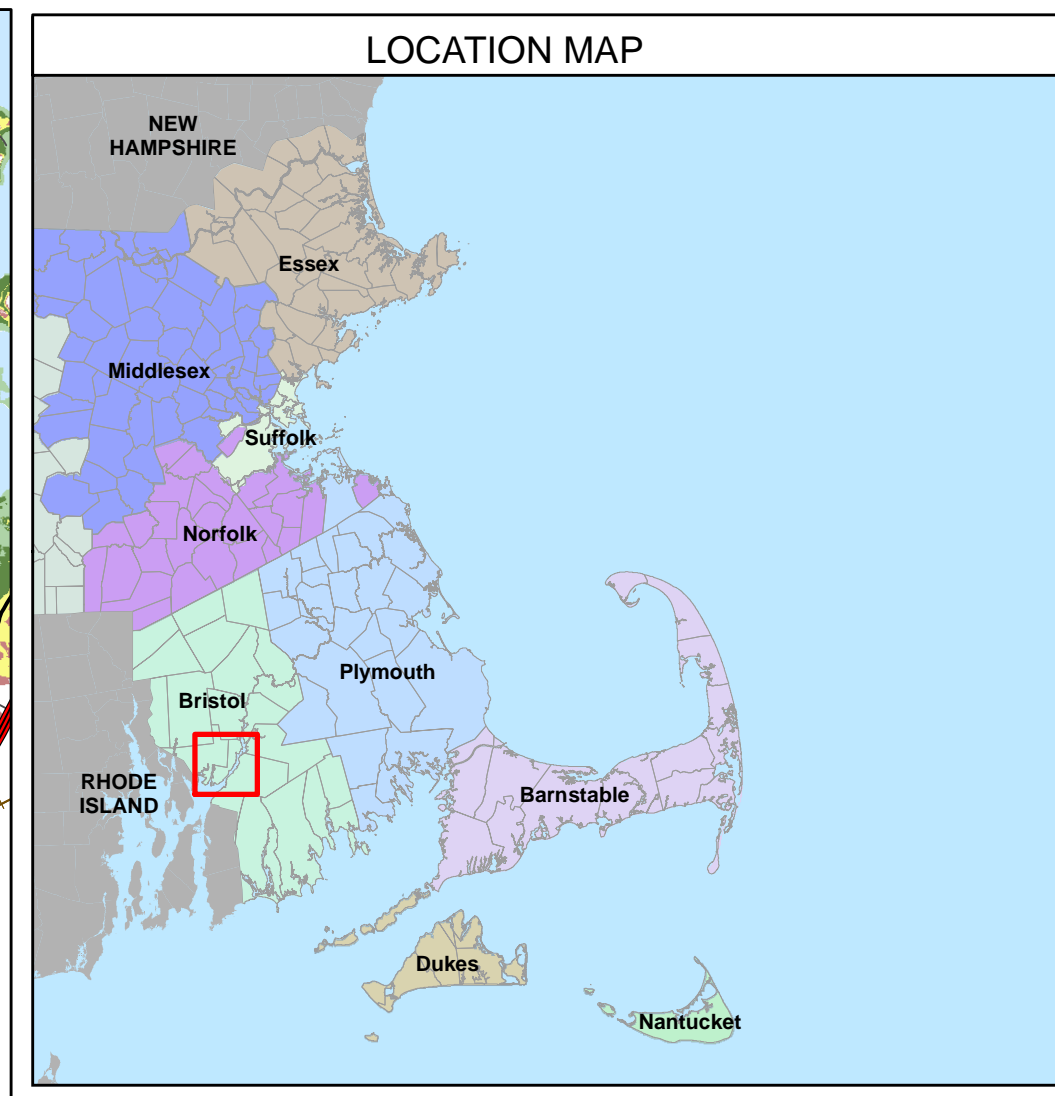 LOCATION MAP
NEW
HAMPSHIRE
Essex
Middlesex
Suffolk
Norfolk
Plymouth
Bristol
RHODE
ISLAND
Barnstable
Dukes
Nantucket